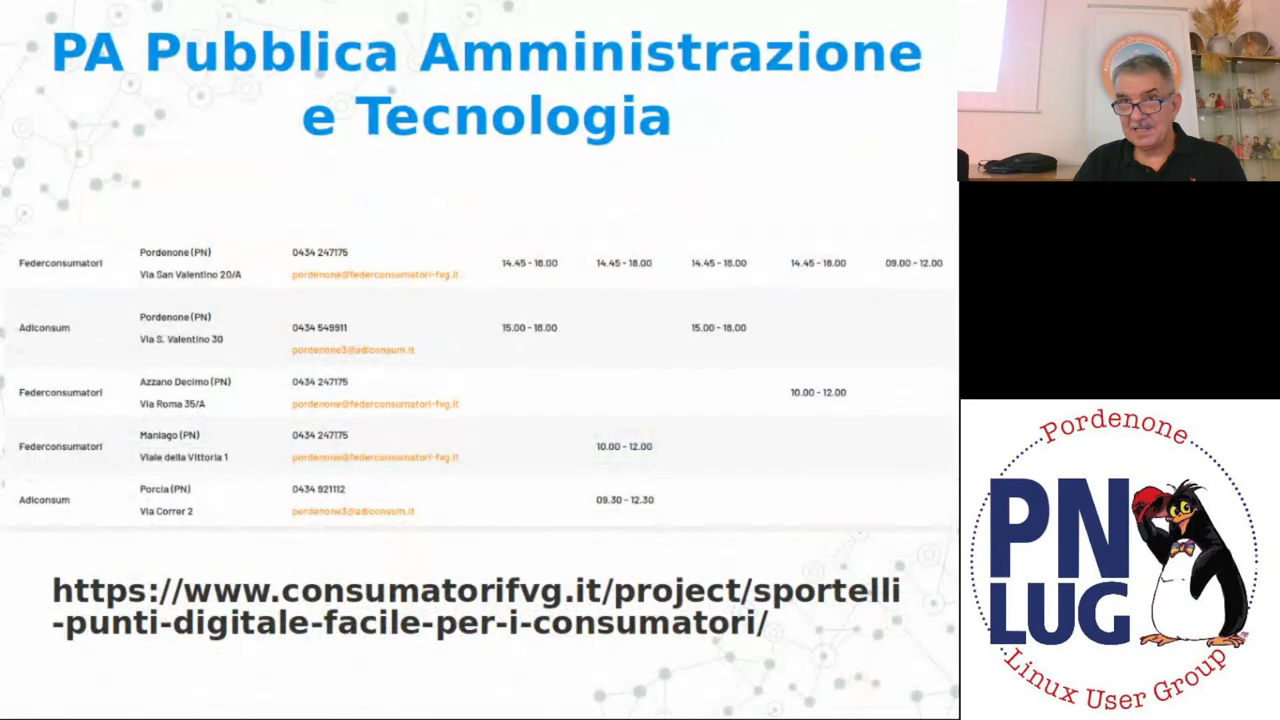 PA Pubblica Amministrazione
e Tecnologia
Federconsumatori
Pordenone (PN)
Via San Valentino 20/A
0434 247175
pordenone@federconsumatori-fvg.it
14.45 - 18.00
14.45 - 18.00
14.45 - 18.00
14.45 - 18.00
09.00 - 12.00
Adiconsum
Pordenone (PN)
Via S. Valentino 30
0434 549911
pordenone3@adiconsum.it
15.00 - 18.00
15.00 - 18.00
Federconsumatori
Azzano Decimo (PN)
Via Roma 35/A
0434 247175
pordenone@federconsumatori-fvg.it
10.00 - 12.00
Federconsumatori
Maniago (PN)
Viale della Vittoria 1
0434 247175
pordenone@federconsumatori-fvg.it
10.00 - 12.00
Adiconsum
Porcia (PN)
Via Correr 2
0434 921112
pordenone3@adiconsum.it
09.30 - 12.30
https://www.consumatorifvg.it/project/sportelli
-punti-digitale-facile-per-i-consumatori/
Pordenone
PN
LUG
Linux User Group